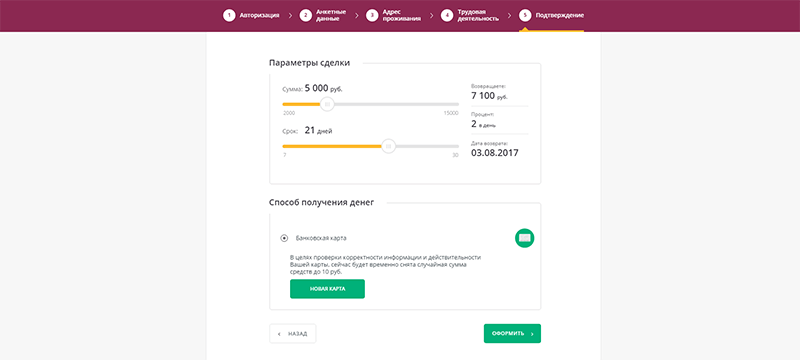 1 Авторизация
2 Анкетные
данные
3 Адрес
проживания
4 Трудовая
деятельность
5 Подтверждение
Параметры сделки
Сумма: 5 000 руб.
2000 15000
Срок: 21 дней
7 30
Возвращаете:
7 100 руб.
Процент:
2 в день
Дата возврата:
03.08.2017
Способ получения денег
Банковская карта
В целях проверки корректности информации и действительности
Вашей карты, сейчас будет временно снята случайная сумма
средств до 10 руб.
НОВАЯ КАРТА
НАЗАД
ОФОРМИТЬ